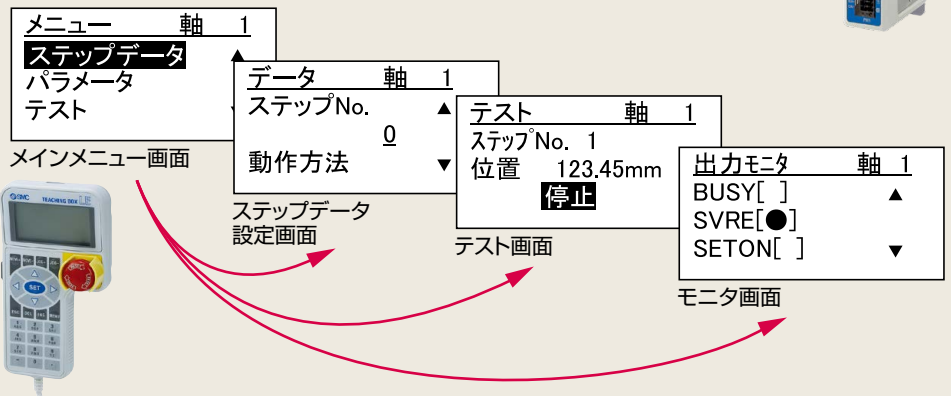 メニュー 軸 1
ステップデータ ▲
パラメータ
テスト
メインメニュー画面
データ 軸 1
ステップNo. ▲
0
動作方法 ▼
ステップデータ
設定画面
テスト 軸 1
ステップNo. 1
位置 123.45mm
停止
テスト画面
出力モニタ 軸 1
BUSY[ ] ▲
SVRE[●]
SETON[ ] ▼
モニタ画面
SMC TEACHING BOX
SET